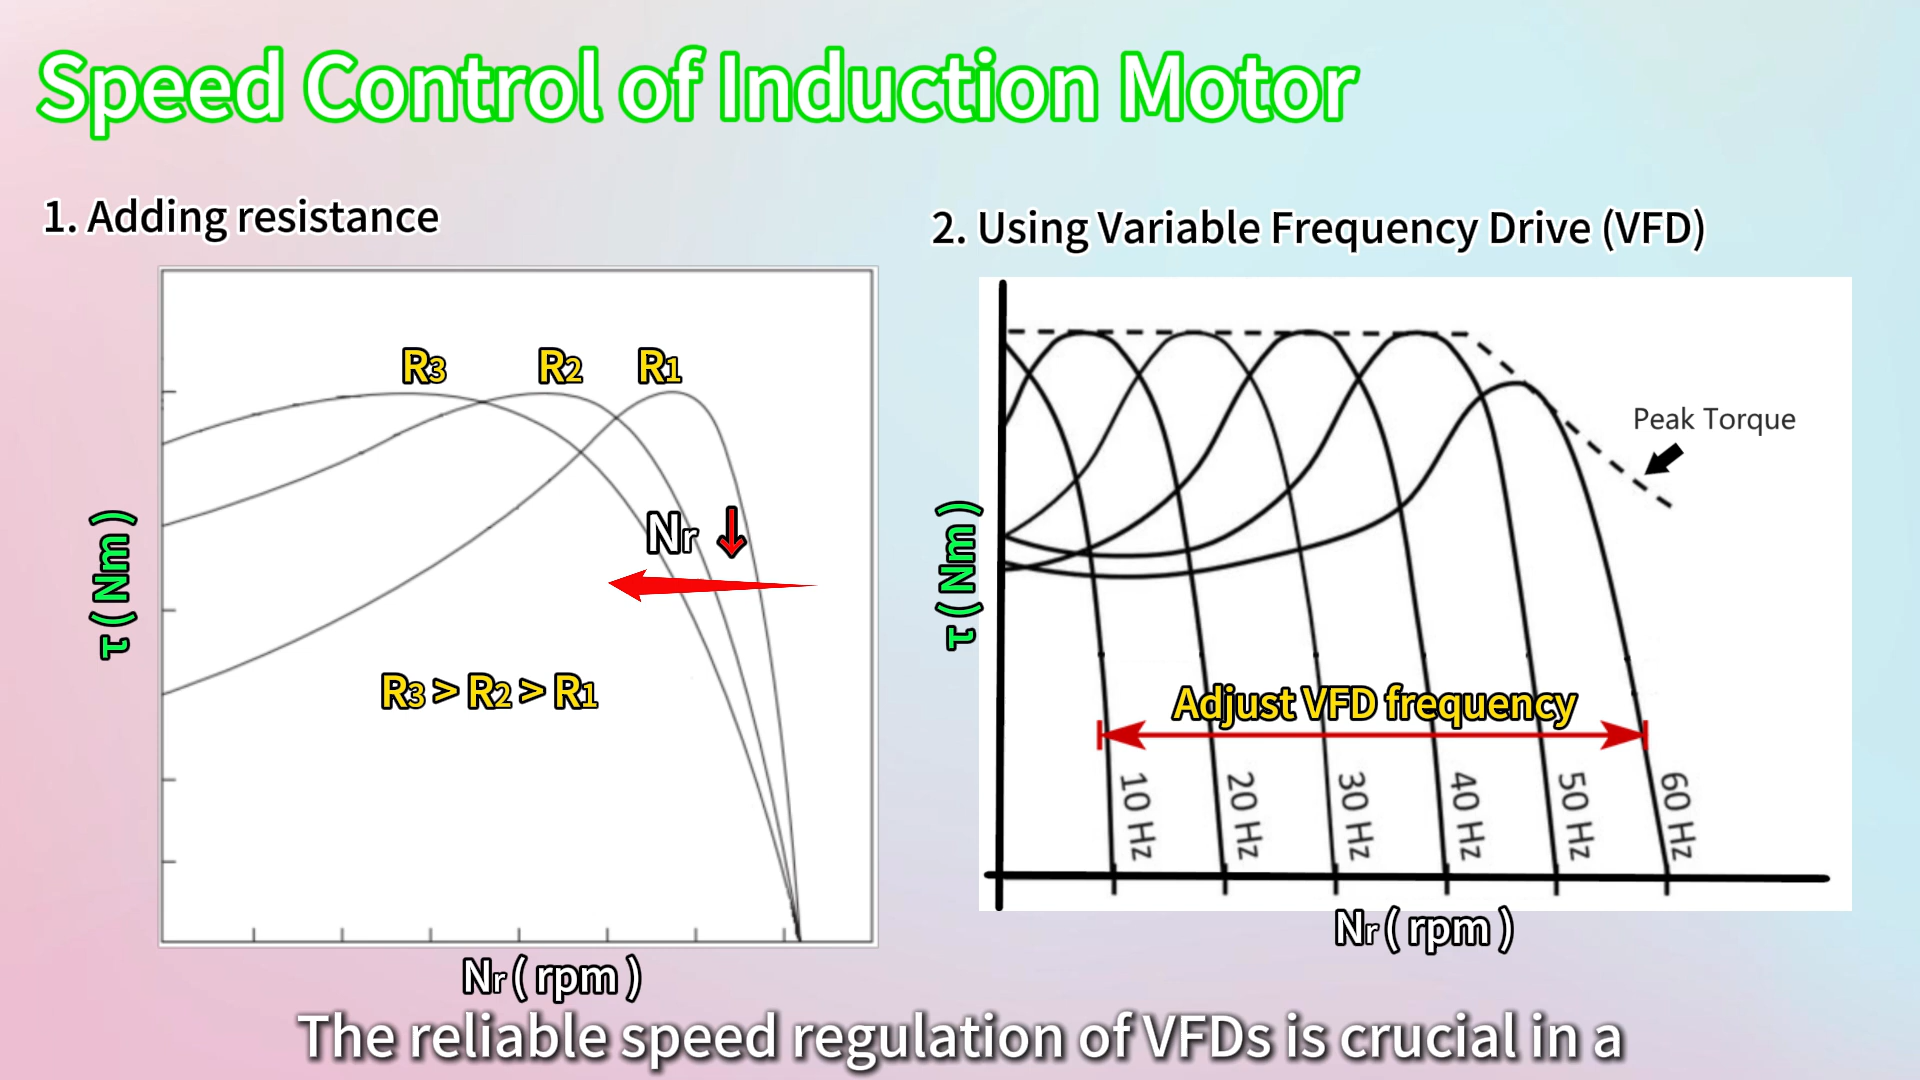 Speed Control of Induction Motor
1. Adding resistance
R3 R2 R1
Nr ↓
R3 > R2 > R1
τ ( Nm )
Nr ( rpm )
2. Using Variable Frequency Drive (VFD)
Peak Torque
τ ( Nm )
Adjust VFD frequency
10 Hz 20 Hz 30 Hz 40 Hz 50 Hz 60 Hz
Nr ( rpm )
The reliable speed regulation of VFDs is crucial in a